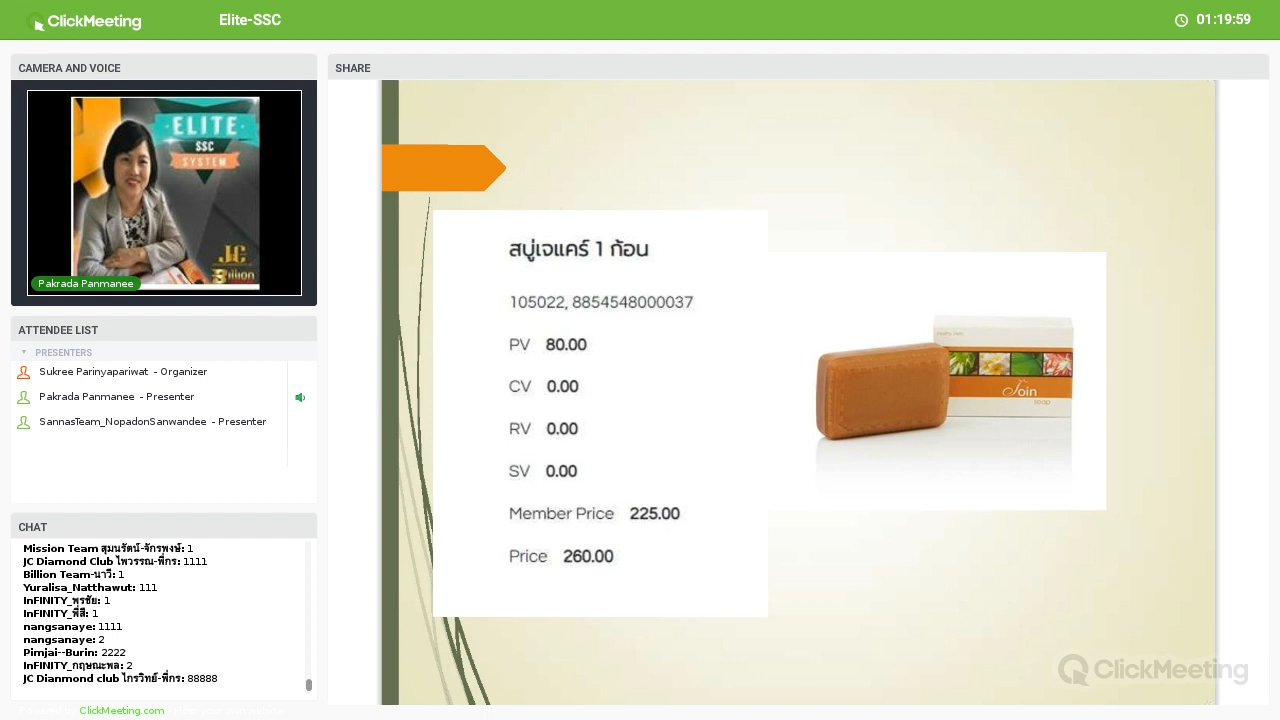 ClickMeeting
Elite-SSC
01:19:59
CAMERA AND VOICE
ELITE
SSC
SYSTEM
JC
Billion
Pakrada Panmanee
ATTENDEE LIST
PRESENTERS
Sukree Parinyapariwat - Organizer
Pakrada Panmanee - Presenter
SannasTeam_NopadonSanwandee - Presenter
CHAT
Mission Team สุมนรัตน์-จักรพงษ์: 1
JC Diamond Club ไพวรรณ-พี่กร: 1111
Billion Team-นาวี: 1
Yuralisa_Natthawut: 111
InFINITY_พรชัย: 1
InFINITY_พี่สี: 1
nangsanaye: 1111
nangsanaye: 2
Pimjai--Burin: 2222
InFINITY_กฤษณะพล: 2
JC Dianmond club ไกรวิทย์-พี่กร: 88888
ClickMeeting.com
SHARE
สบู่เจแคร์ 1 ก้อน
105022, 8854548000037
PV 80.00
CV 0.00
RV 0.00
SV 0.00
Member Price 225.00
Price 260.00
Join
soap
ClickMeeting